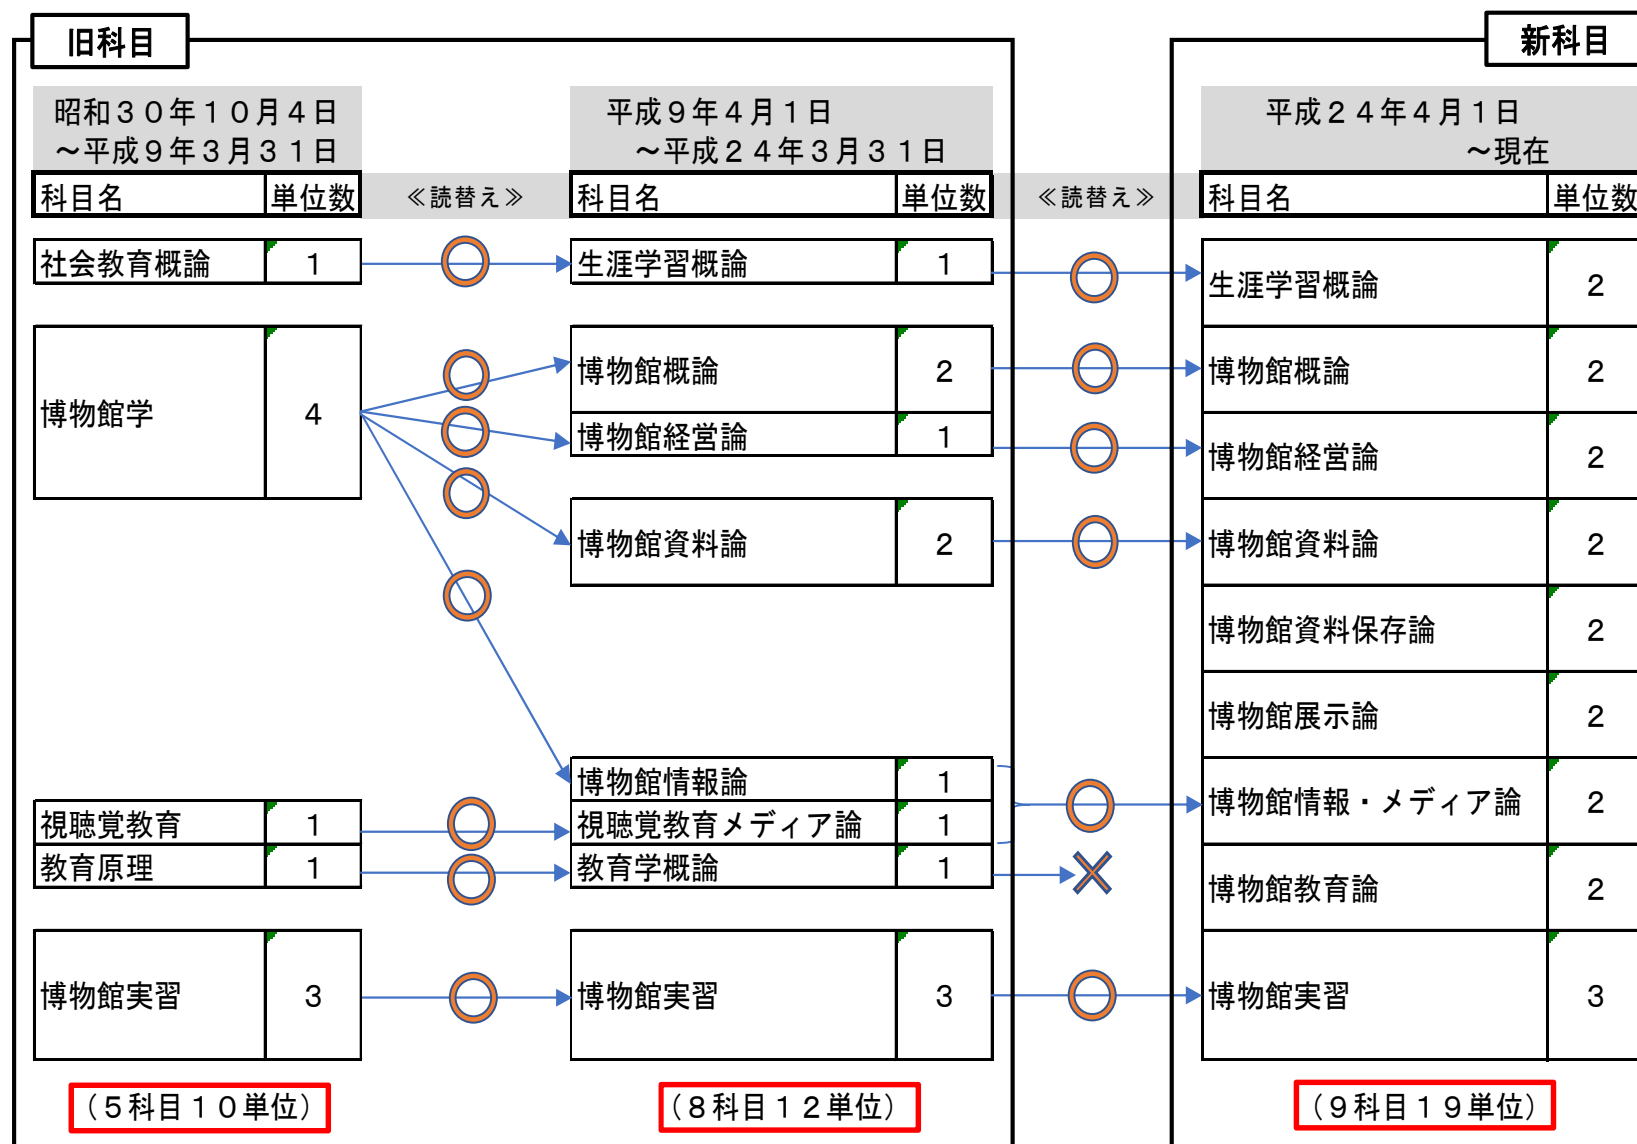 旧科目
新科目
昭和30年10月4日
～平成9年3月31日
平成9年4月1日
～平成24年3月31日
平成24年4月1日
～現在
科目名 単位数 ≪読替え≫ 科目名 単位数 ≪読替え≫ 科目名 単位数
社会教育概論 1 生涯学習概論 1 生涯学習概論 2
博物館学 4 博物館概論 2 博物館概論 2
博物館経営論 1 博物館経営論 2
博物館資料論 2 博物館資料論 2
博物館資料保存論 2
博物館展示論 2
博物館情報論 1 博物館情報・メディア論 2
視聴覚教育 1 視聴覚教育メディア論 1
教育原理 1 教育学概論 1 博物館教育論 2
博物館実習 3 博物館実習 3 博物館実習 3
（5科目10単位） （8科目12単位） （9科目19単位）